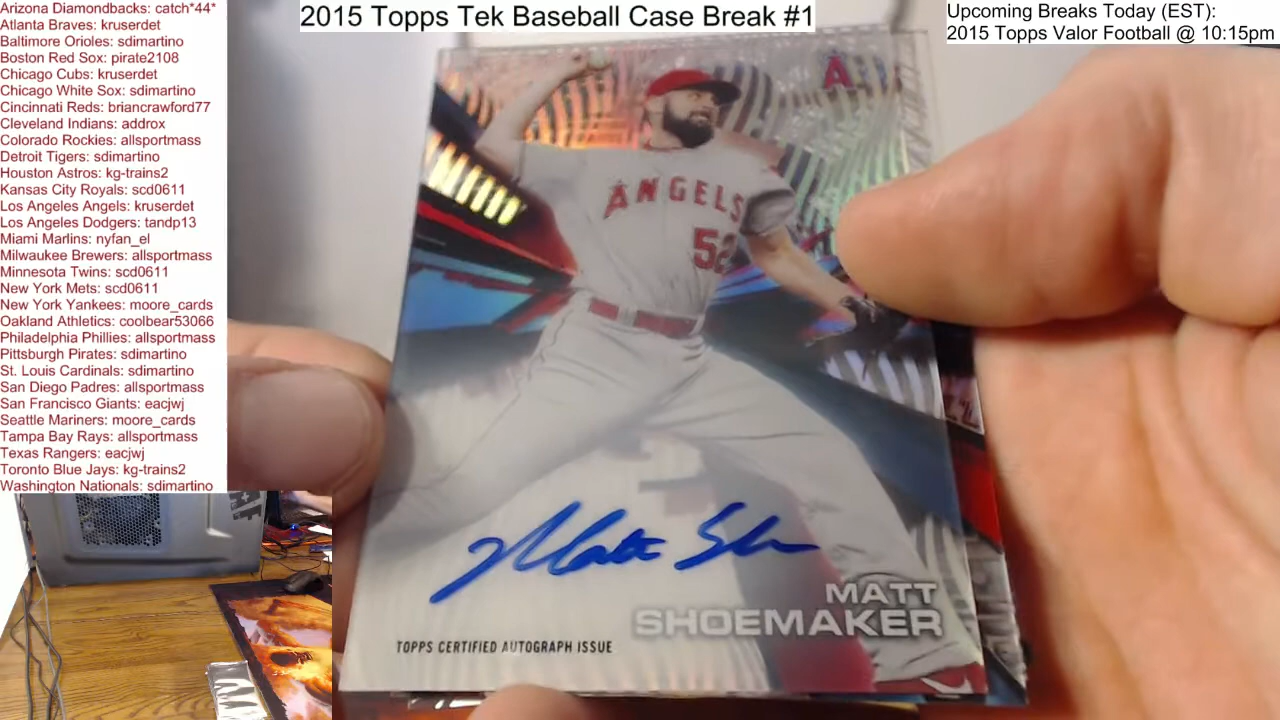 Arizona Diamondbacks: catch*44*
Atlanta Braves: kruserdet
Baltimore Orioles: sdimartino
Boston Red Sox: pirate2108
Chicago Cubs: kruserdet
Chicago White Sox: sdimartino
Cincinnati Reds: briancrawford77
Cleveland Indians: addrox
Colorado Rockies: allsportmass
Detroit Tigers: sdimartino
Houston Astros: kg-trains2
Kansas City Royals: scd0611
Los Angeles Angels: kruserdet
Los Angeles Dodgers: tandp13
Miami Marlins: nyfan_el
Milwaukee Brewers: allsportmass
Minnesota Twins: scd0611
New York Mets: scd0611
New York Yankees: moore_cards
Oakland Athletics: coolbear53066
Philadelphia Phillies: allsportmass
Pittsburgh Pirates: sdimartino
St. Louis Cardinals: sdimartino
San Diego Padres: allsportmass
San Francisco Giants: eacjwj
Seattle Mariners: moore_cards
Tampa Bay Rays: allsportmass
Texas Rangers: eacjwj
Toronto Blue Jays: kg-trains2
Washington Nationals: sdimartino
2015 Topps Tek Baseball Case Break #1
Upcoming Breaks Today (EST):
2015 Topps Valor Football @ 10:15pm
A
ANGELS
52
MATT
SHOEMAKER
TOPPS CERTIFIED AUTOGRAPH ISSUE